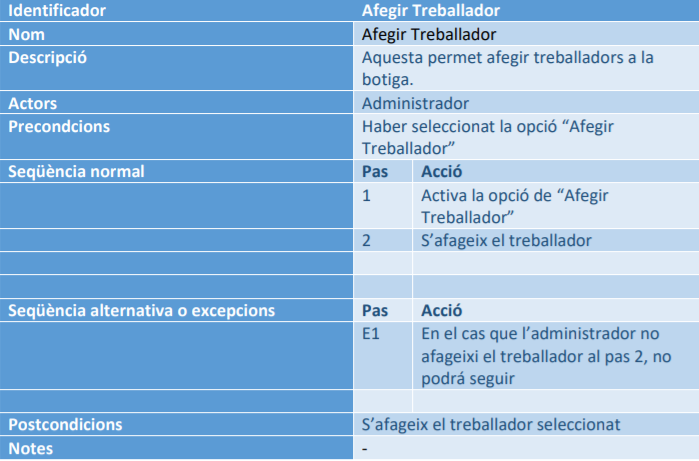 Identificador Afegir Treballador
Nom Afegir Treballador
Descripció Aquesta permet afegir treballadors a la
botiga.
Actors Administrador
Precondcions Haber seleccionat la opció “Afegir
Treballador”
Seqüència normal Pas Acció
1 Activa la opció de “Afegir
Treballador”
2 S’afageix el treballador
Seqüència alternativa o excepcions Pas Acció
E1 En el cas que l’administrador no
afageixi el treballador al pas 2, no
podrá seguir
Postcondicions S’afageix el treballador seleccionat
Notes -